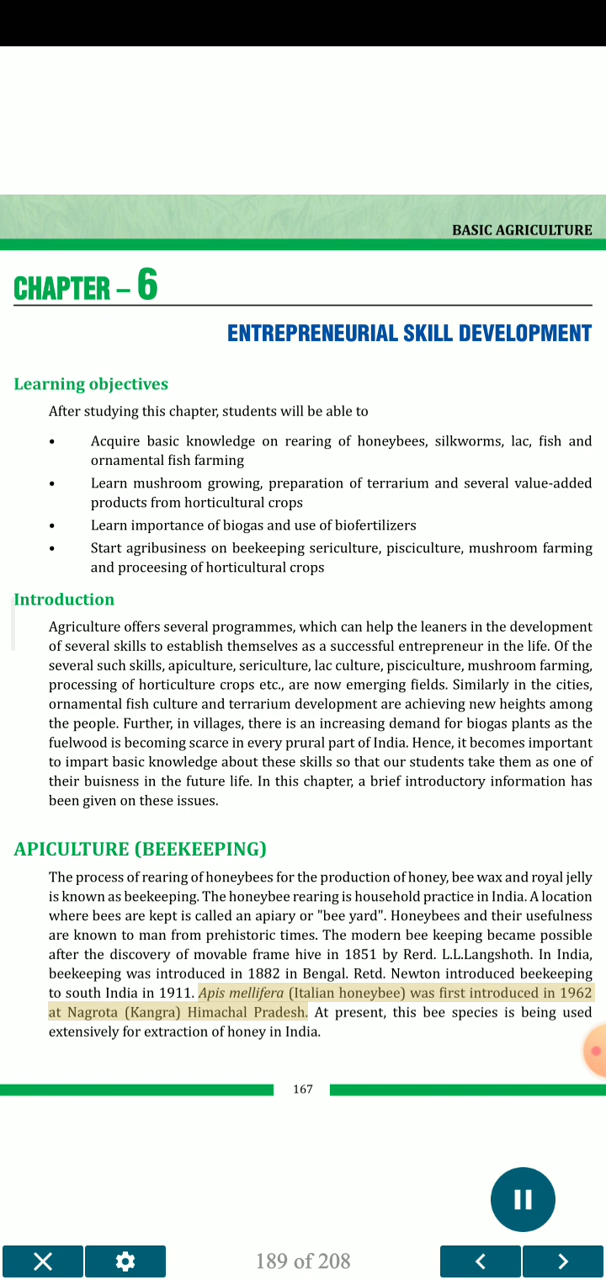 BASIC AGRICULTURE
CHAPTER – 6
ENTREPRENEURIAL SKILL DEVELOPMENT
Learning objectives
After studying this chapter, students will be able to
• Acquire basic knowledge on rearing of honeybees, silkworms, lac, fish and
ornamental fish farming
• Learn mushroom growing, preparation of terrarium and several value-added
products from horticultural crops
• Learn importance of biogas and use of biofertilizers
• Start agribusiness on beekeeping sericulture, pisciculture, mushroom farming
and proceesing of horticultural crops
Introduction
Agriculture offers several programmes, which can help the leaners in the development
of several skills to establish themselves as a successful entrepreneur in the life. Of the
several such skills, apiculture, sericulture, lac culture, pisciculture, mushroom farming,
processing of horticulture crops etc., are now emerging fields. Similarly in the cities,
ornamental fish culture and terrarium development are achieving new heights among
the people. Further, in villages, there is an increasing demand for biogas plants as the
fuelwood is becoming scarce in every prural part of India. Hence, it becomes important
to impart basic knowledge about these skills so that our students take them as one of
their buisness in the future life. In this chapter, a brief introductory information has
been given on these issues.
APICULTURE (BEEKEEPING)
The process of rearing of honeybees for the production of honey, bee wax and royal jelly
is known as beekeeping. The honeybee rearing is household practice in India. A location
where bees are kept is called an apiary or "bee yard". Honeybees and their usefulness
are known to man from prehistoric times. The modern bee keeping became possible
after the discovery of movable frame hive in 1851 by Rerd. L.L.Langshoth. In India,
beekeeping was introduced in 1882 in Bengal. Retd. Newton introduced beekeeping
to south India in 1911. Apis mellifera (Italian honeybee) was first introduced in 1962
at Nagrota (Kangra) Himachal Pradesh. At present, this bee species is being used
extensively for extraction of honey in India.
167
189 of 208